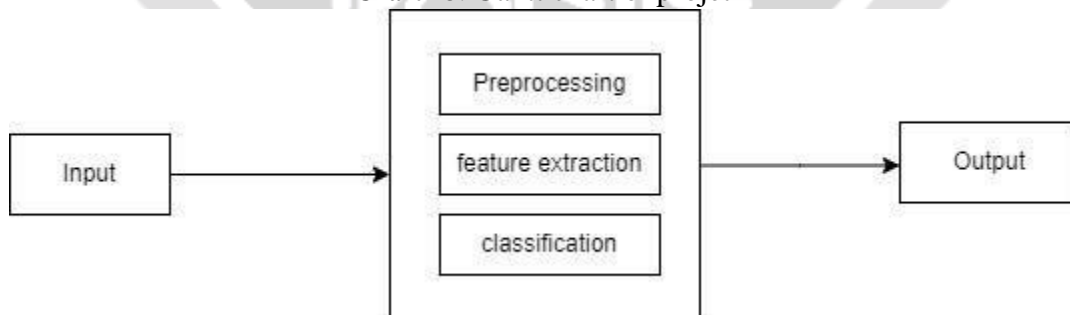 Preprocessing
Input
feature extraction
Output
classification